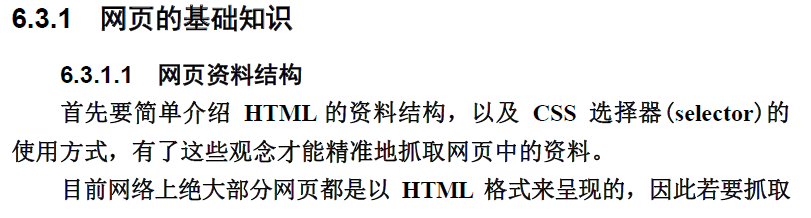 6.3.1 网页的基础知识
6.3.1.1 网页资料结构
首先要简单介绍 HTML 的资料结构，以及 CSS 选择器(selector)的
使用方式，有了这些观念才能精准地抓取网页中的资料。
目前网络上绝大部分网页都是以 HTML 格式来呈现的，因此若要抓取